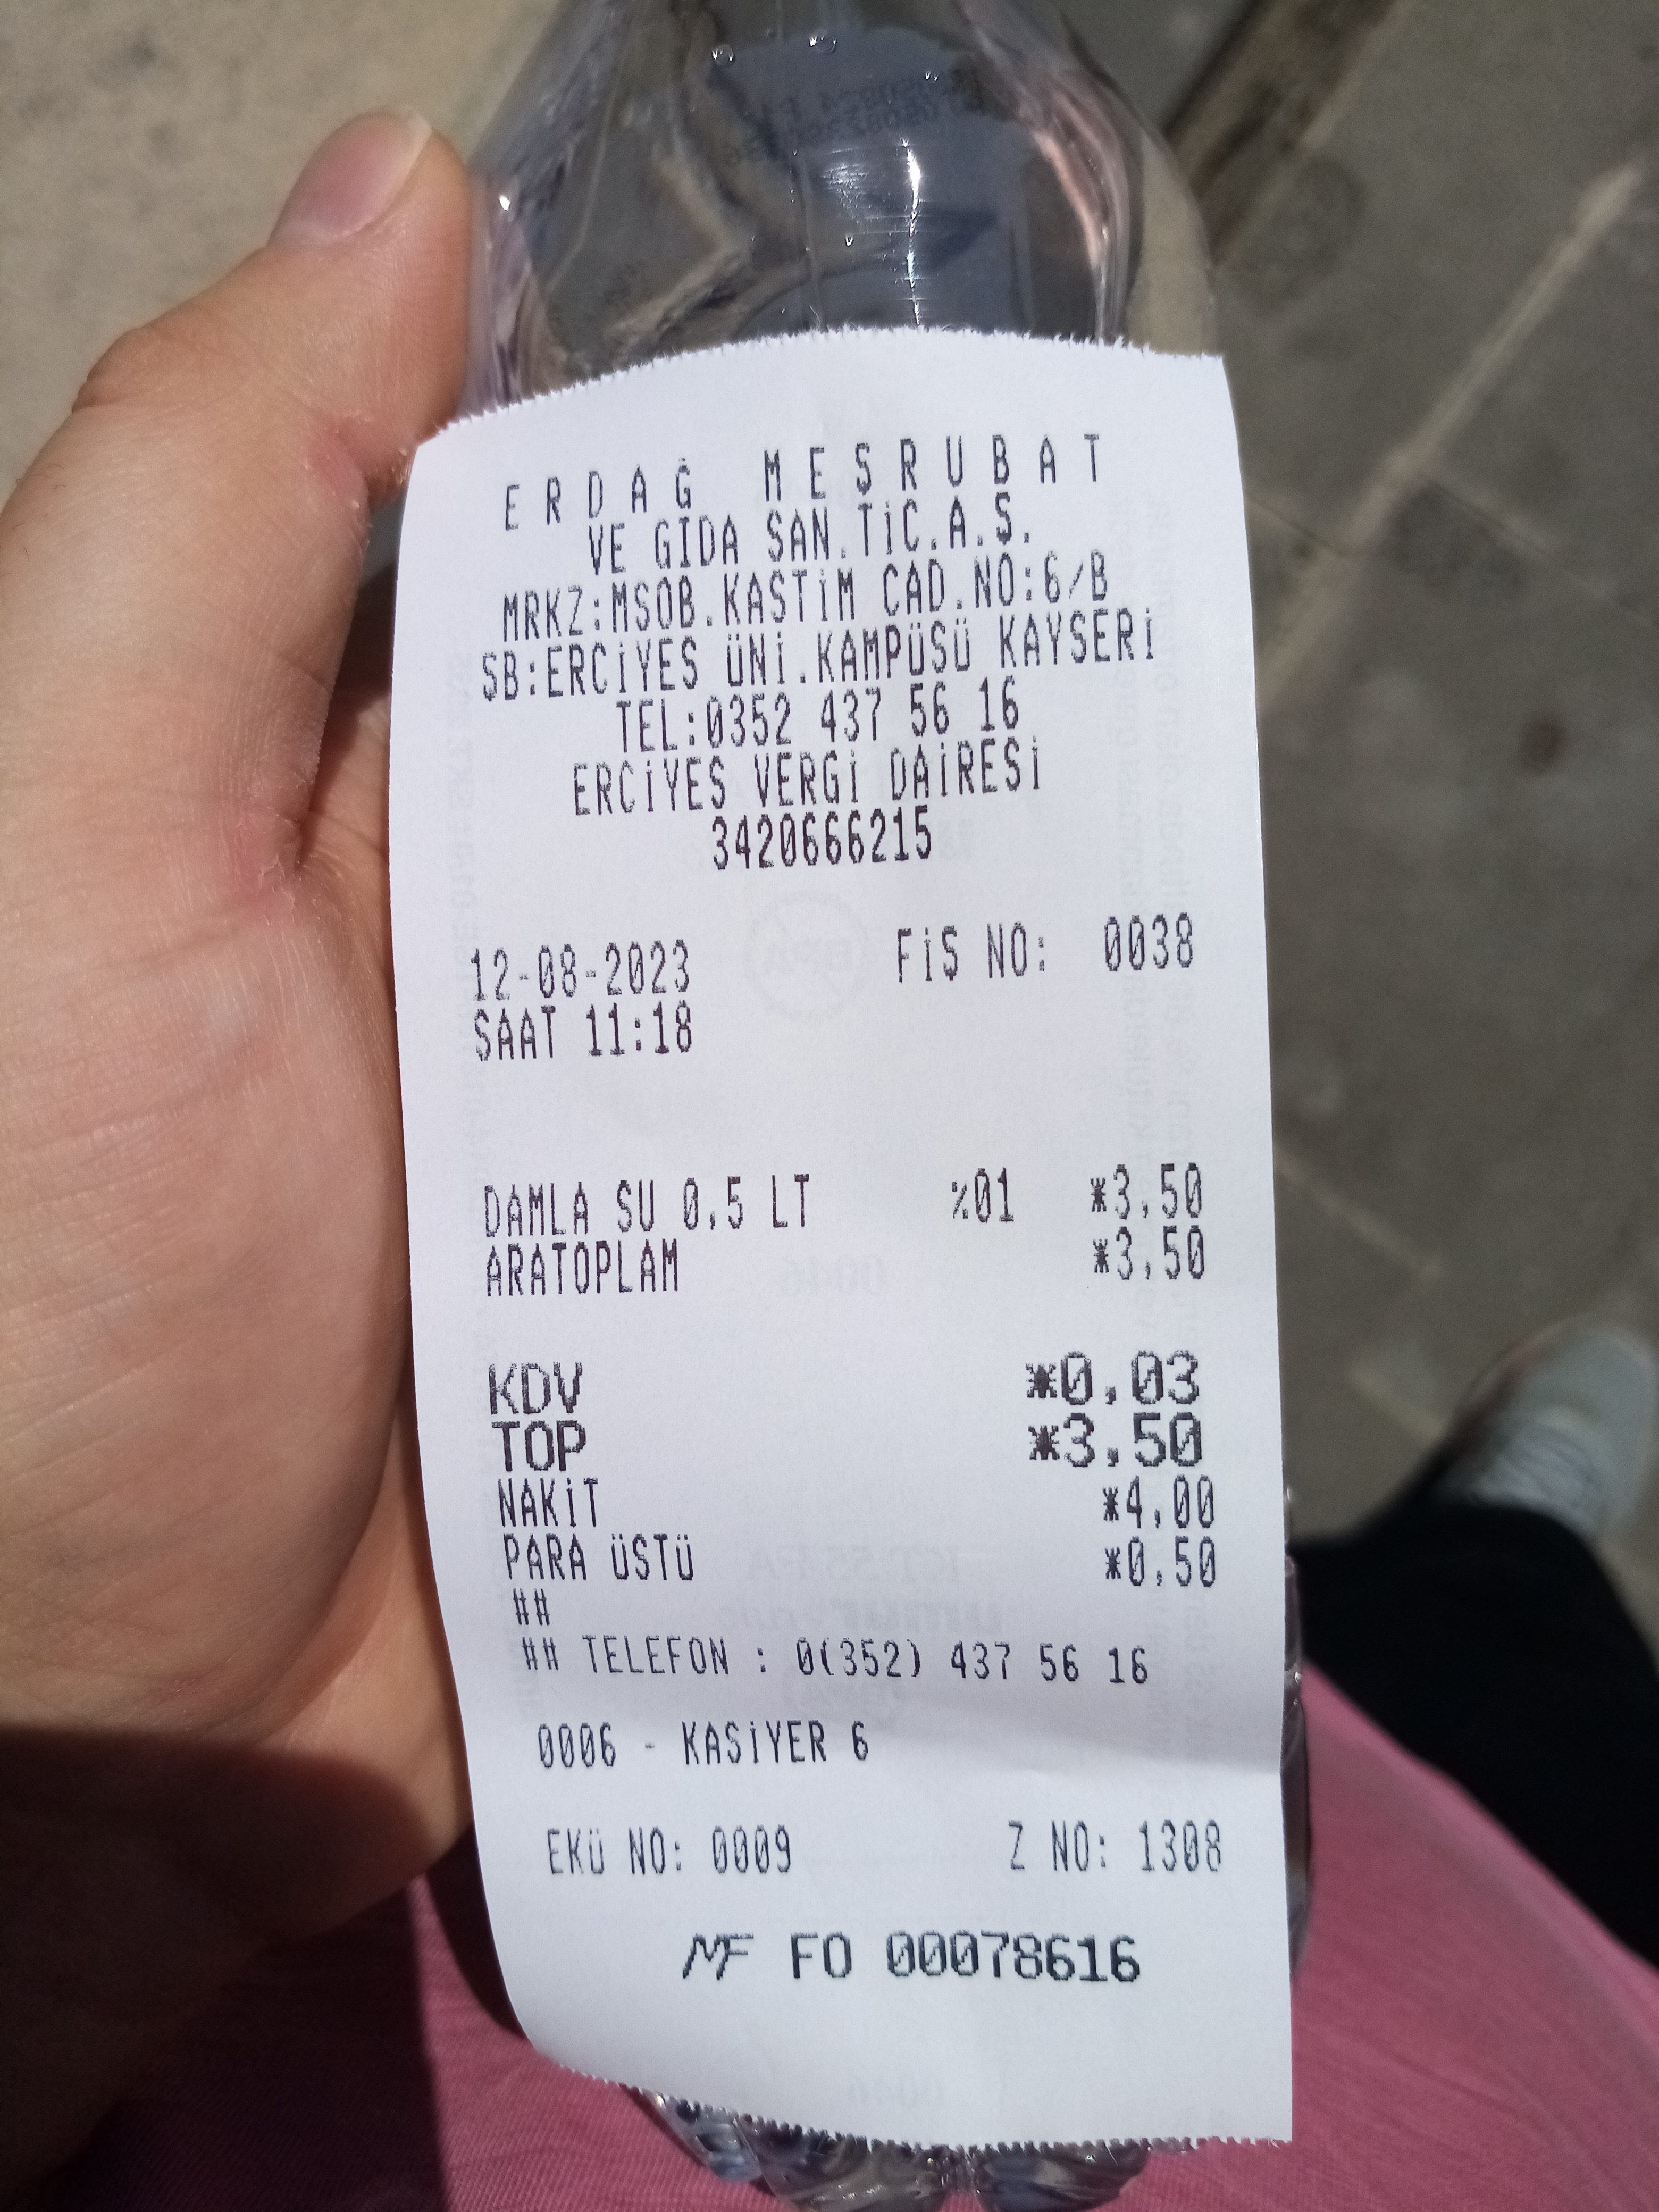 ERDAĞ MEŞRUBAT
VE GIDA SAN.TİC.A.Ş.
MRKZ:MSOB.KASTİM CAD.NO:6/B
SB:ERCİYES ÜNİ.KAMPÜSÜ KAYSERİ
TEL:0352 437 56 16
ERCİYES VERGİ DAİRESİ
3420666215
12-08-2023 FİŞ NO: 0038
SAAT 11:18
DAMLA SU 0,5 LT %01 *3,50
ARATOPLAM *3,50
KDV *0,03
TOP *3,50
NAKİT *4,00
PARA ÜSTÜ *0,50
##
## TELEFON : 0(352) 437 56 16
0006 - KASİYER 6
EKÜ NO: 0009 Z NO: 1308
MF FO 00078616